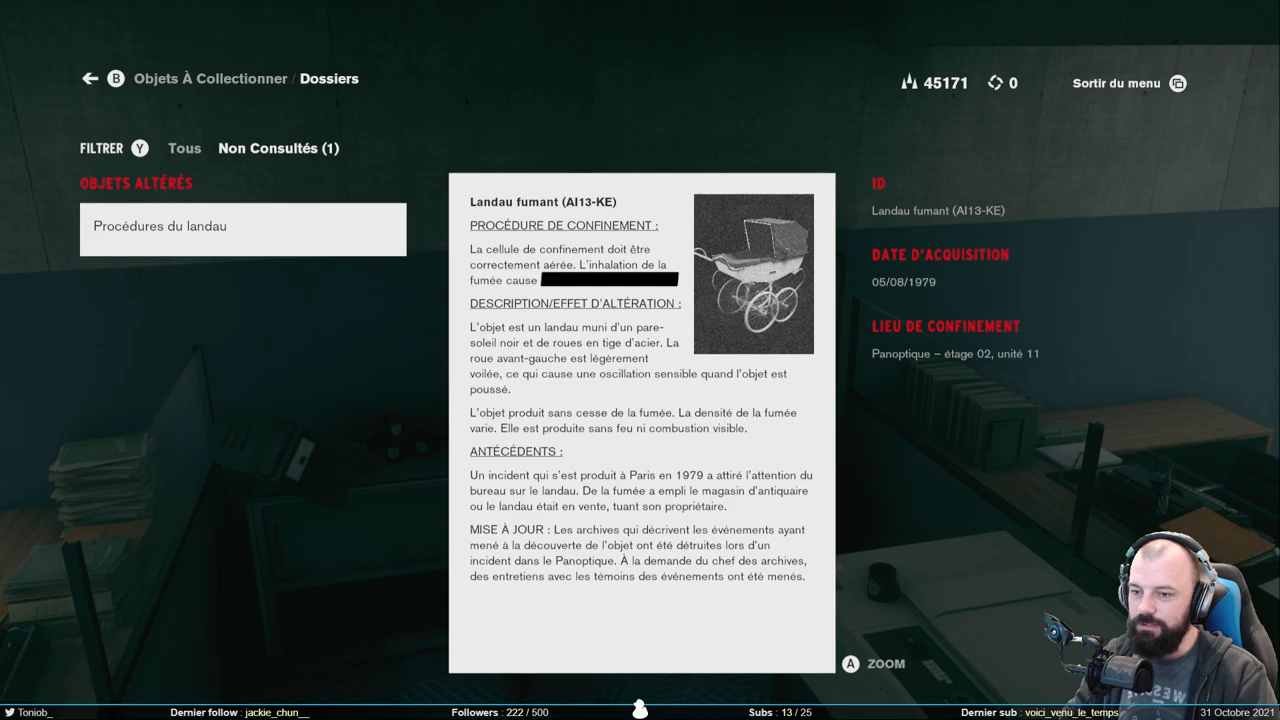 B Objets À Collectionner / Dossiers
45171
0
Sortir du menu
FILTRER Y Tous Non Consultés (1)
OBJETS ALTÉRÉS
Procédures du landau
Landau fumant (AI13-KE)
PROCÉDURE DE CONFINEMENT :
La cellule de confinement doit être
correctement aérée. L'inhalation de la
fumée cause
DESCRIPTION/EFFET D'ALTÉRATION :
L'objet est un landau muni d'un pare-
soleil noir et de roues en tige d'acier. La
roue avant-gauche est légèrement
voilée, ce qui cause une oscillation sensible quand l'objet est
poussé.
L'objet produit sans cesse de la fumée. La densité de la fumée
varie. Elle est produite sans feu ni combustion visible.
ANTÉCÉDENTS :
Un incident qui s'est produit à Paris en 1979 a attiré l'attention du
bureau sur le landau. De la fumée a empli le magasin d'antiquaire
ou le landau était en vente, tuant son propriétaire.
MISE À JOUR : Les archives qui décrivent les événements ayant
mené à la découverte de l'objet ont été détruites lors d'un
incident dans le Panoptique. À la demande du chef des archives,
des entretiens avec les témoins des événements ont été menés.
ID
Landau fumant (AI13-KE)
DATE D'ACQUISITION
05/08/1979
LIEU DE CONFINEMENT
Panoptique – étage 02, unité 11
A ZOOM
Toniob_
Dernier follow : jackie_chun__
Followers : 222 / 500
Subs : 13 / 25
Dernier sub : voici_venu_le_temps
31 Octobre 2021